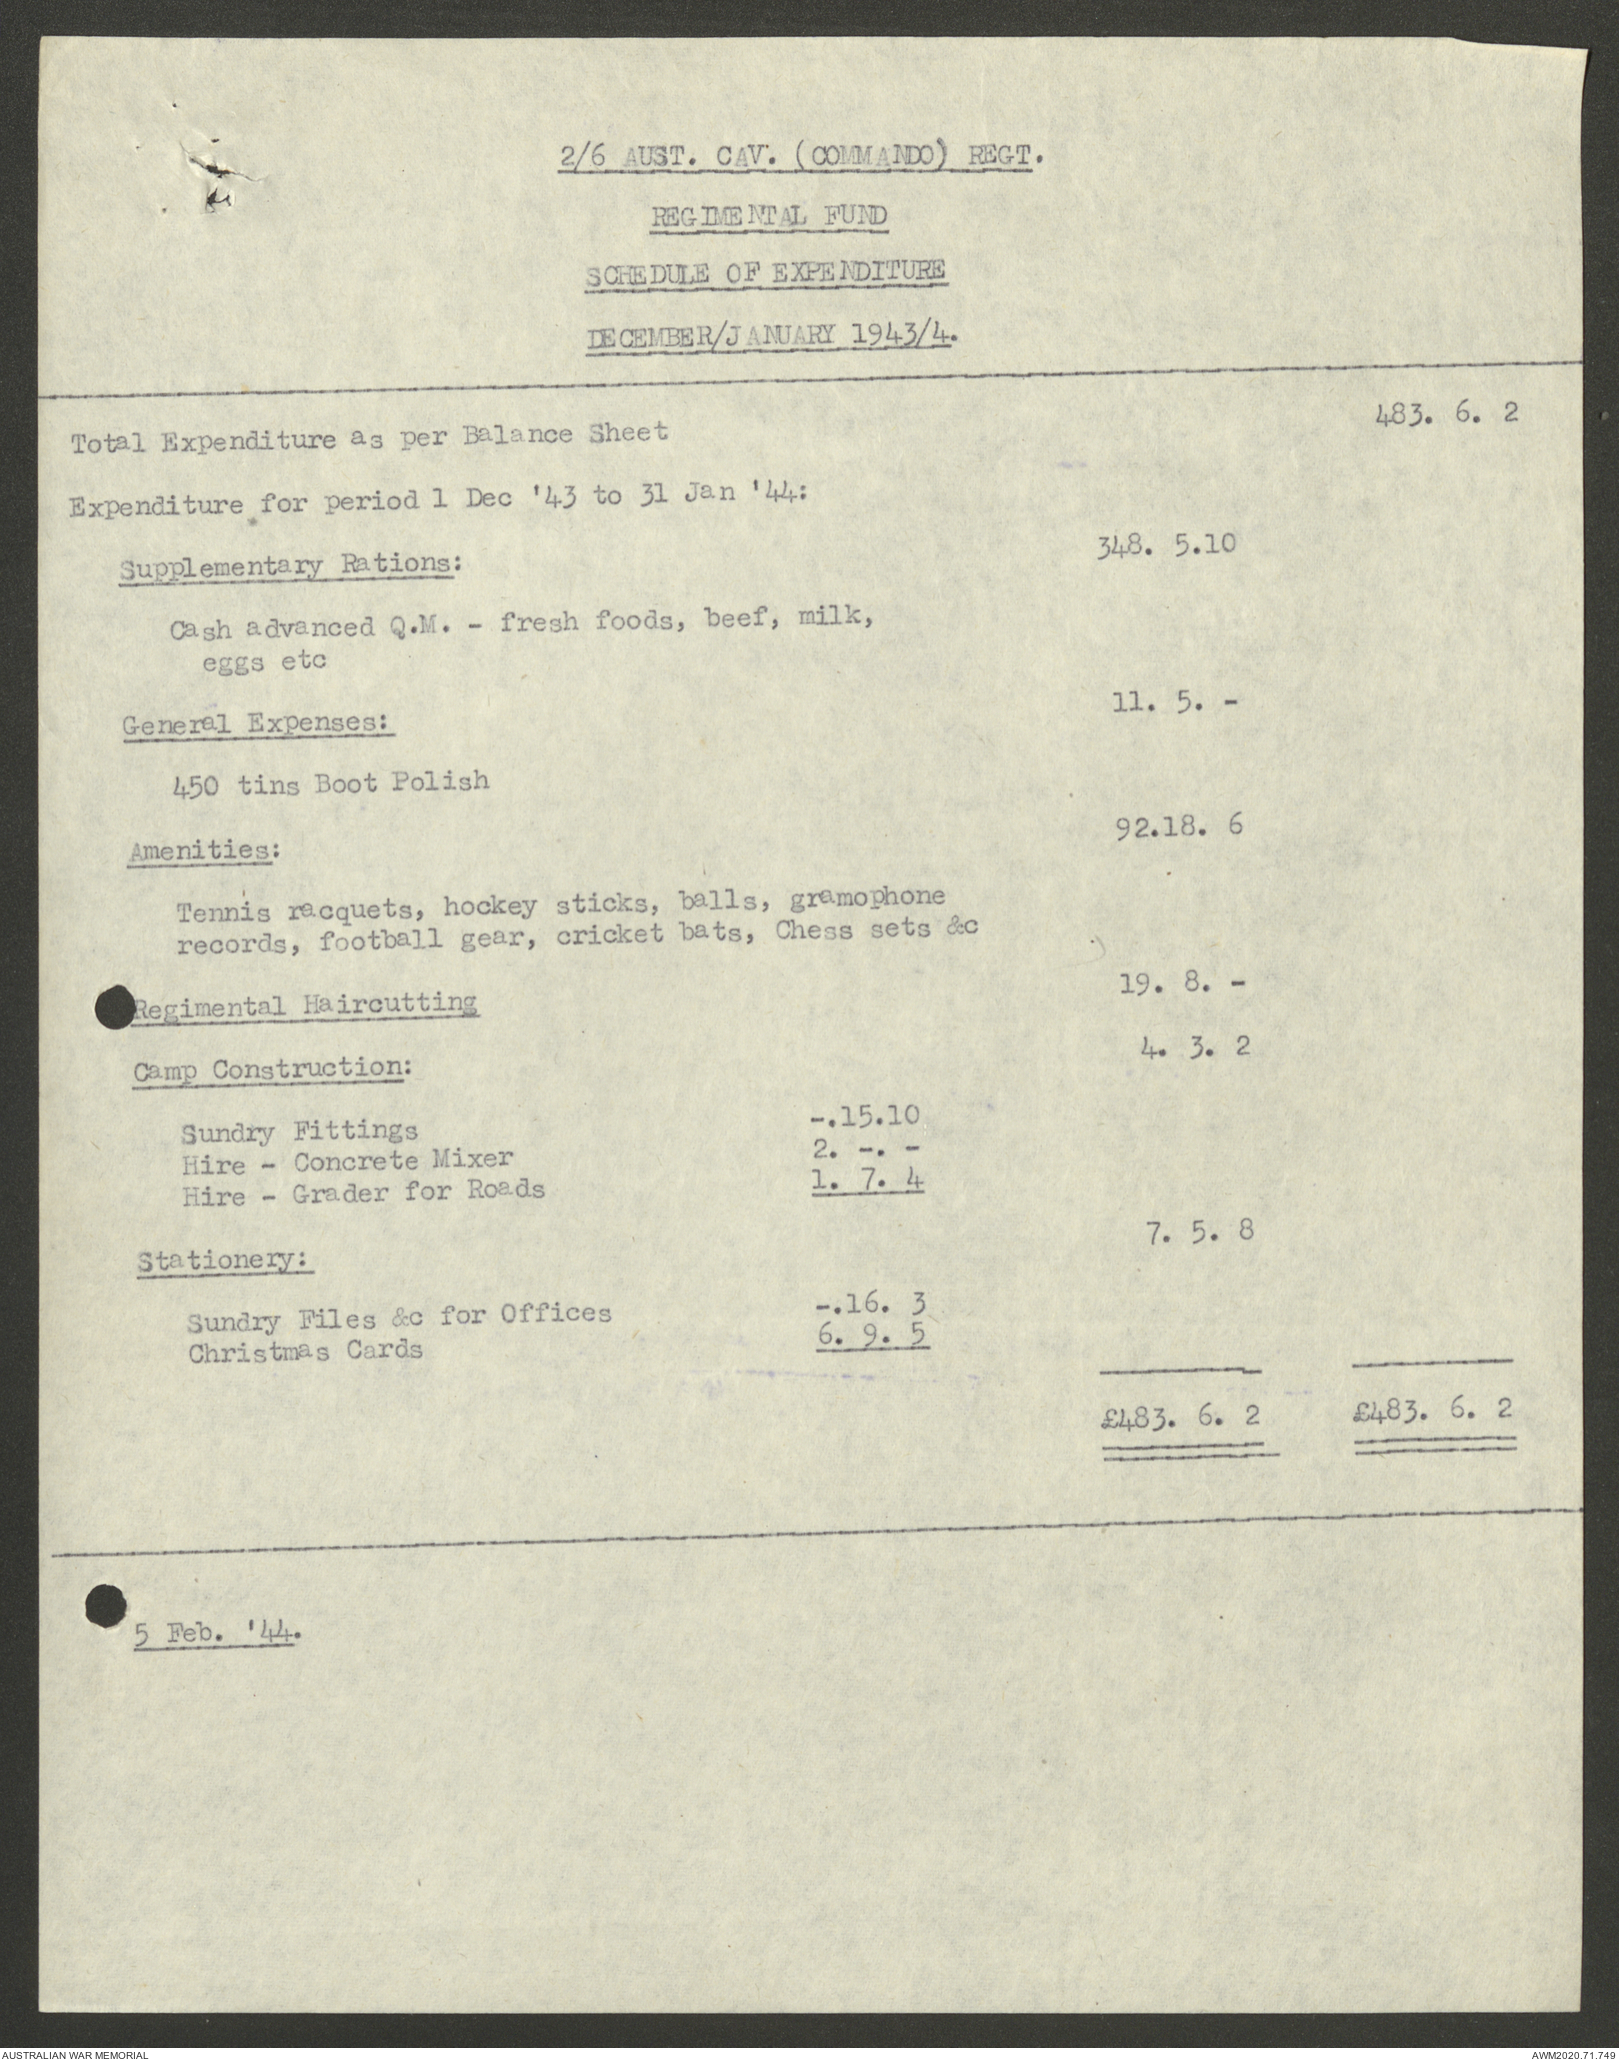 2/6 AUST. CAV. (COMMANDO) REGT.
REGIMENTAL FUND
SCHEDULE OF EXPENDITURE
DECEMBER/JANUARY 1943/4.
Total Expenditure as per Balance Sheet 483. 6. 2
Expenditure for period 1 Dec '43 to 31 Jan '44:
Supplementary Rations: 348. 5.10
Cash advanced Q.M. - fresh foods, beef, milk,
eggs etc
General Expenses: 11. 5. -
450 tins Boot Polish
Amenities: 92.18. 6
Tennis racquets, hockey sticks, balls, gramophone
records, football gear, cricket bats, Chess sets &c
Regimental Haircutting 19. 8. -
Camp Construction: 4. 3. 2
Sundry Fittings -.15.10
Hire - Concrete Mixer 2. -. -
Hire - Grader for Roads 1. 7. 4
Stationery: 7. 5. 8
Sundry Files &c for Offices -.16. 3
Christmas Cards 6. 9. 5
£483. 6. 2 £483. 6. 2
5 Feb. '44.
AUSTRALIAN WAR MEMORIAL AWM2020.71.749